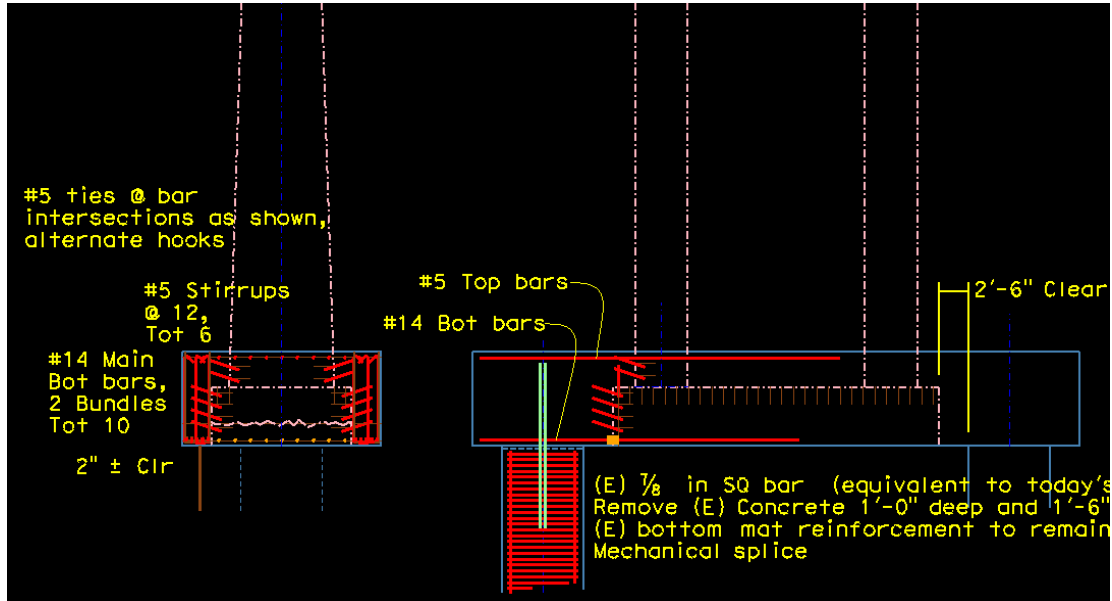 #5 ties @ bar
intersections as shown,
alternate hooks
#5 Stirrups
@ 12,
Tot 6
#14 Main
Bot bars,
2 Bundles
Tot 10
2" ± Clr
#5 Top bars
#14 Bot bars
2'-6" Clear
(E) 7/8 in SQ bar (equivalent to today's
Remove (E) Concrete 1'-0" deep and 1'-6"
(E) bottom mat reinforcement to remain
Mechanical splice